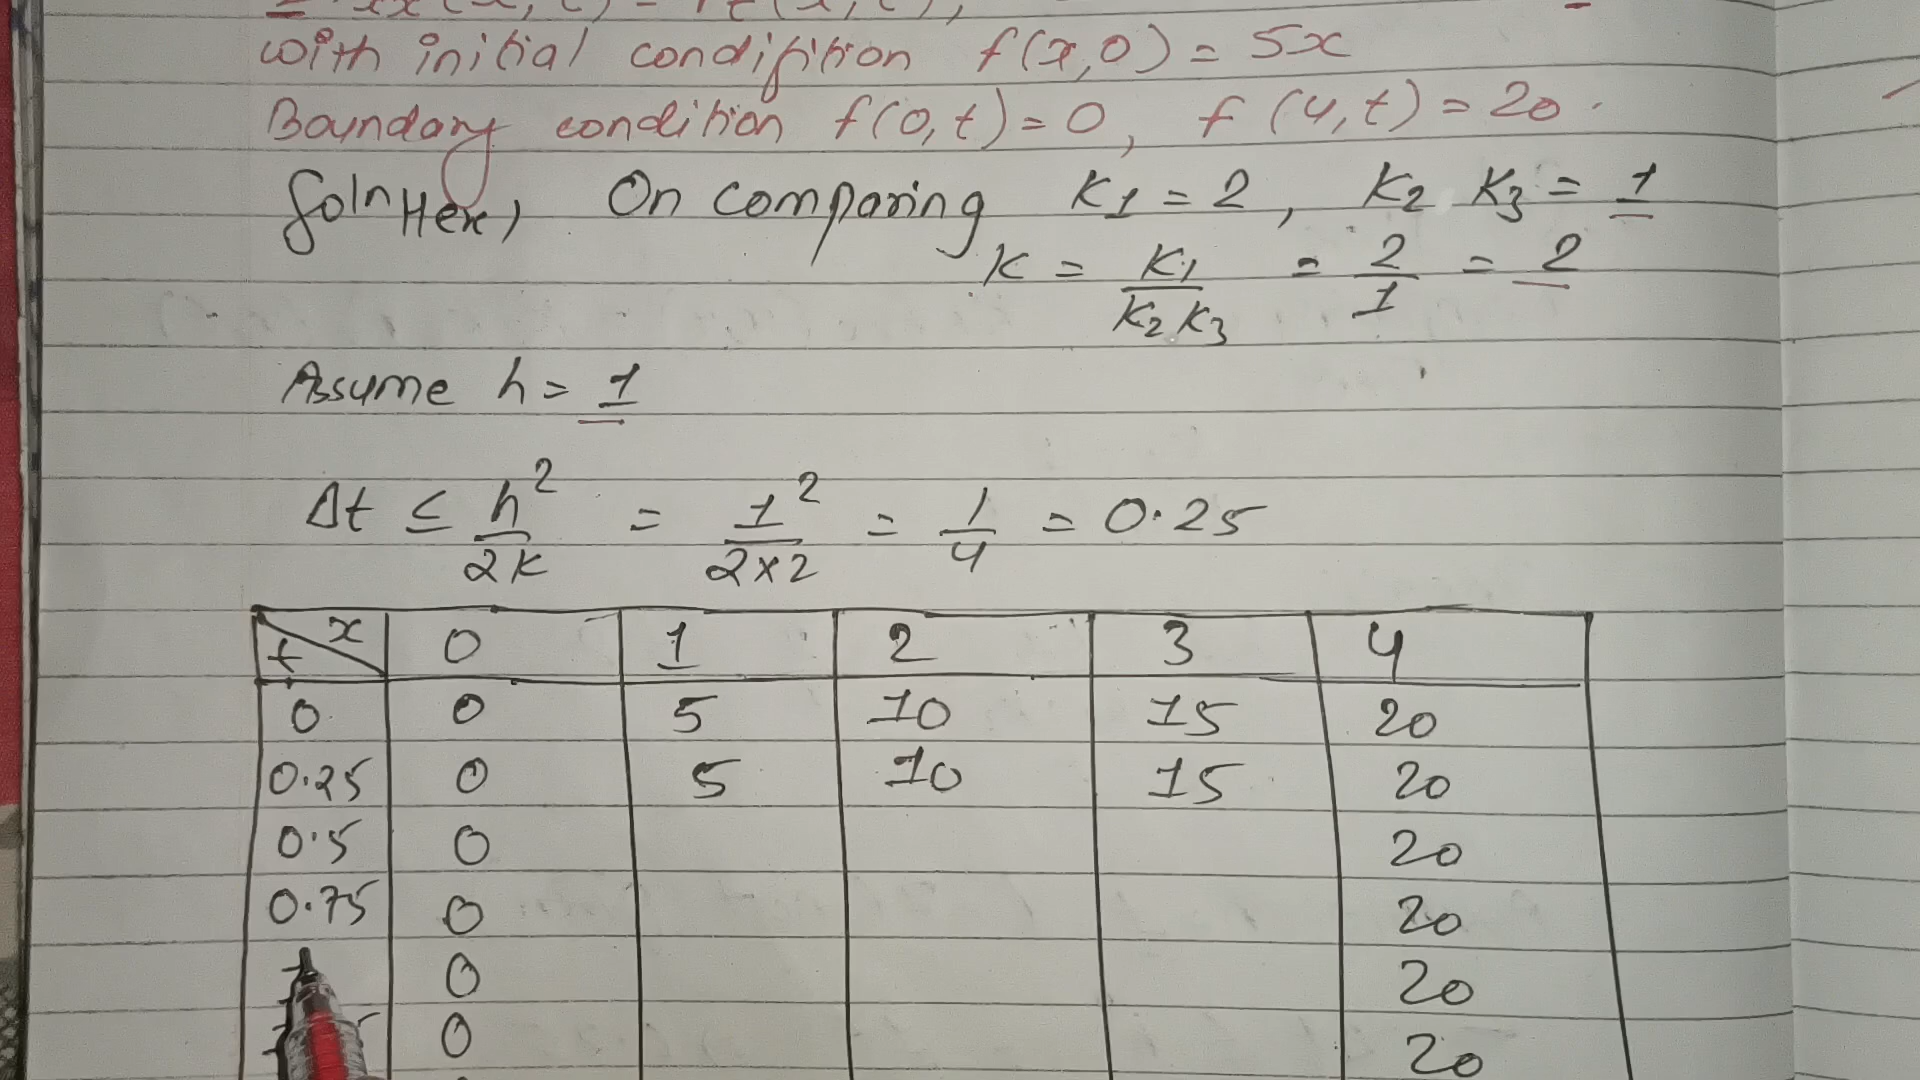 with initial condifition f(x,0) = 5x
Boundary condition f(0,t) = 0, f(4,t) = 20.
Soln Here, On comparing K1 = 2, K2 K3 = 1
K = K1/K2 K3 = 2/1 = 2
Assume h = 1
Δt ≤ h²/2K = 1²/2×2 = 1/4 = 0.25
x t 0 1 2 3 4
0 0 5 10 15 20
0.25 0 5 10 15 20
0.5 0 20
0.75 0 20
0 20
0 20